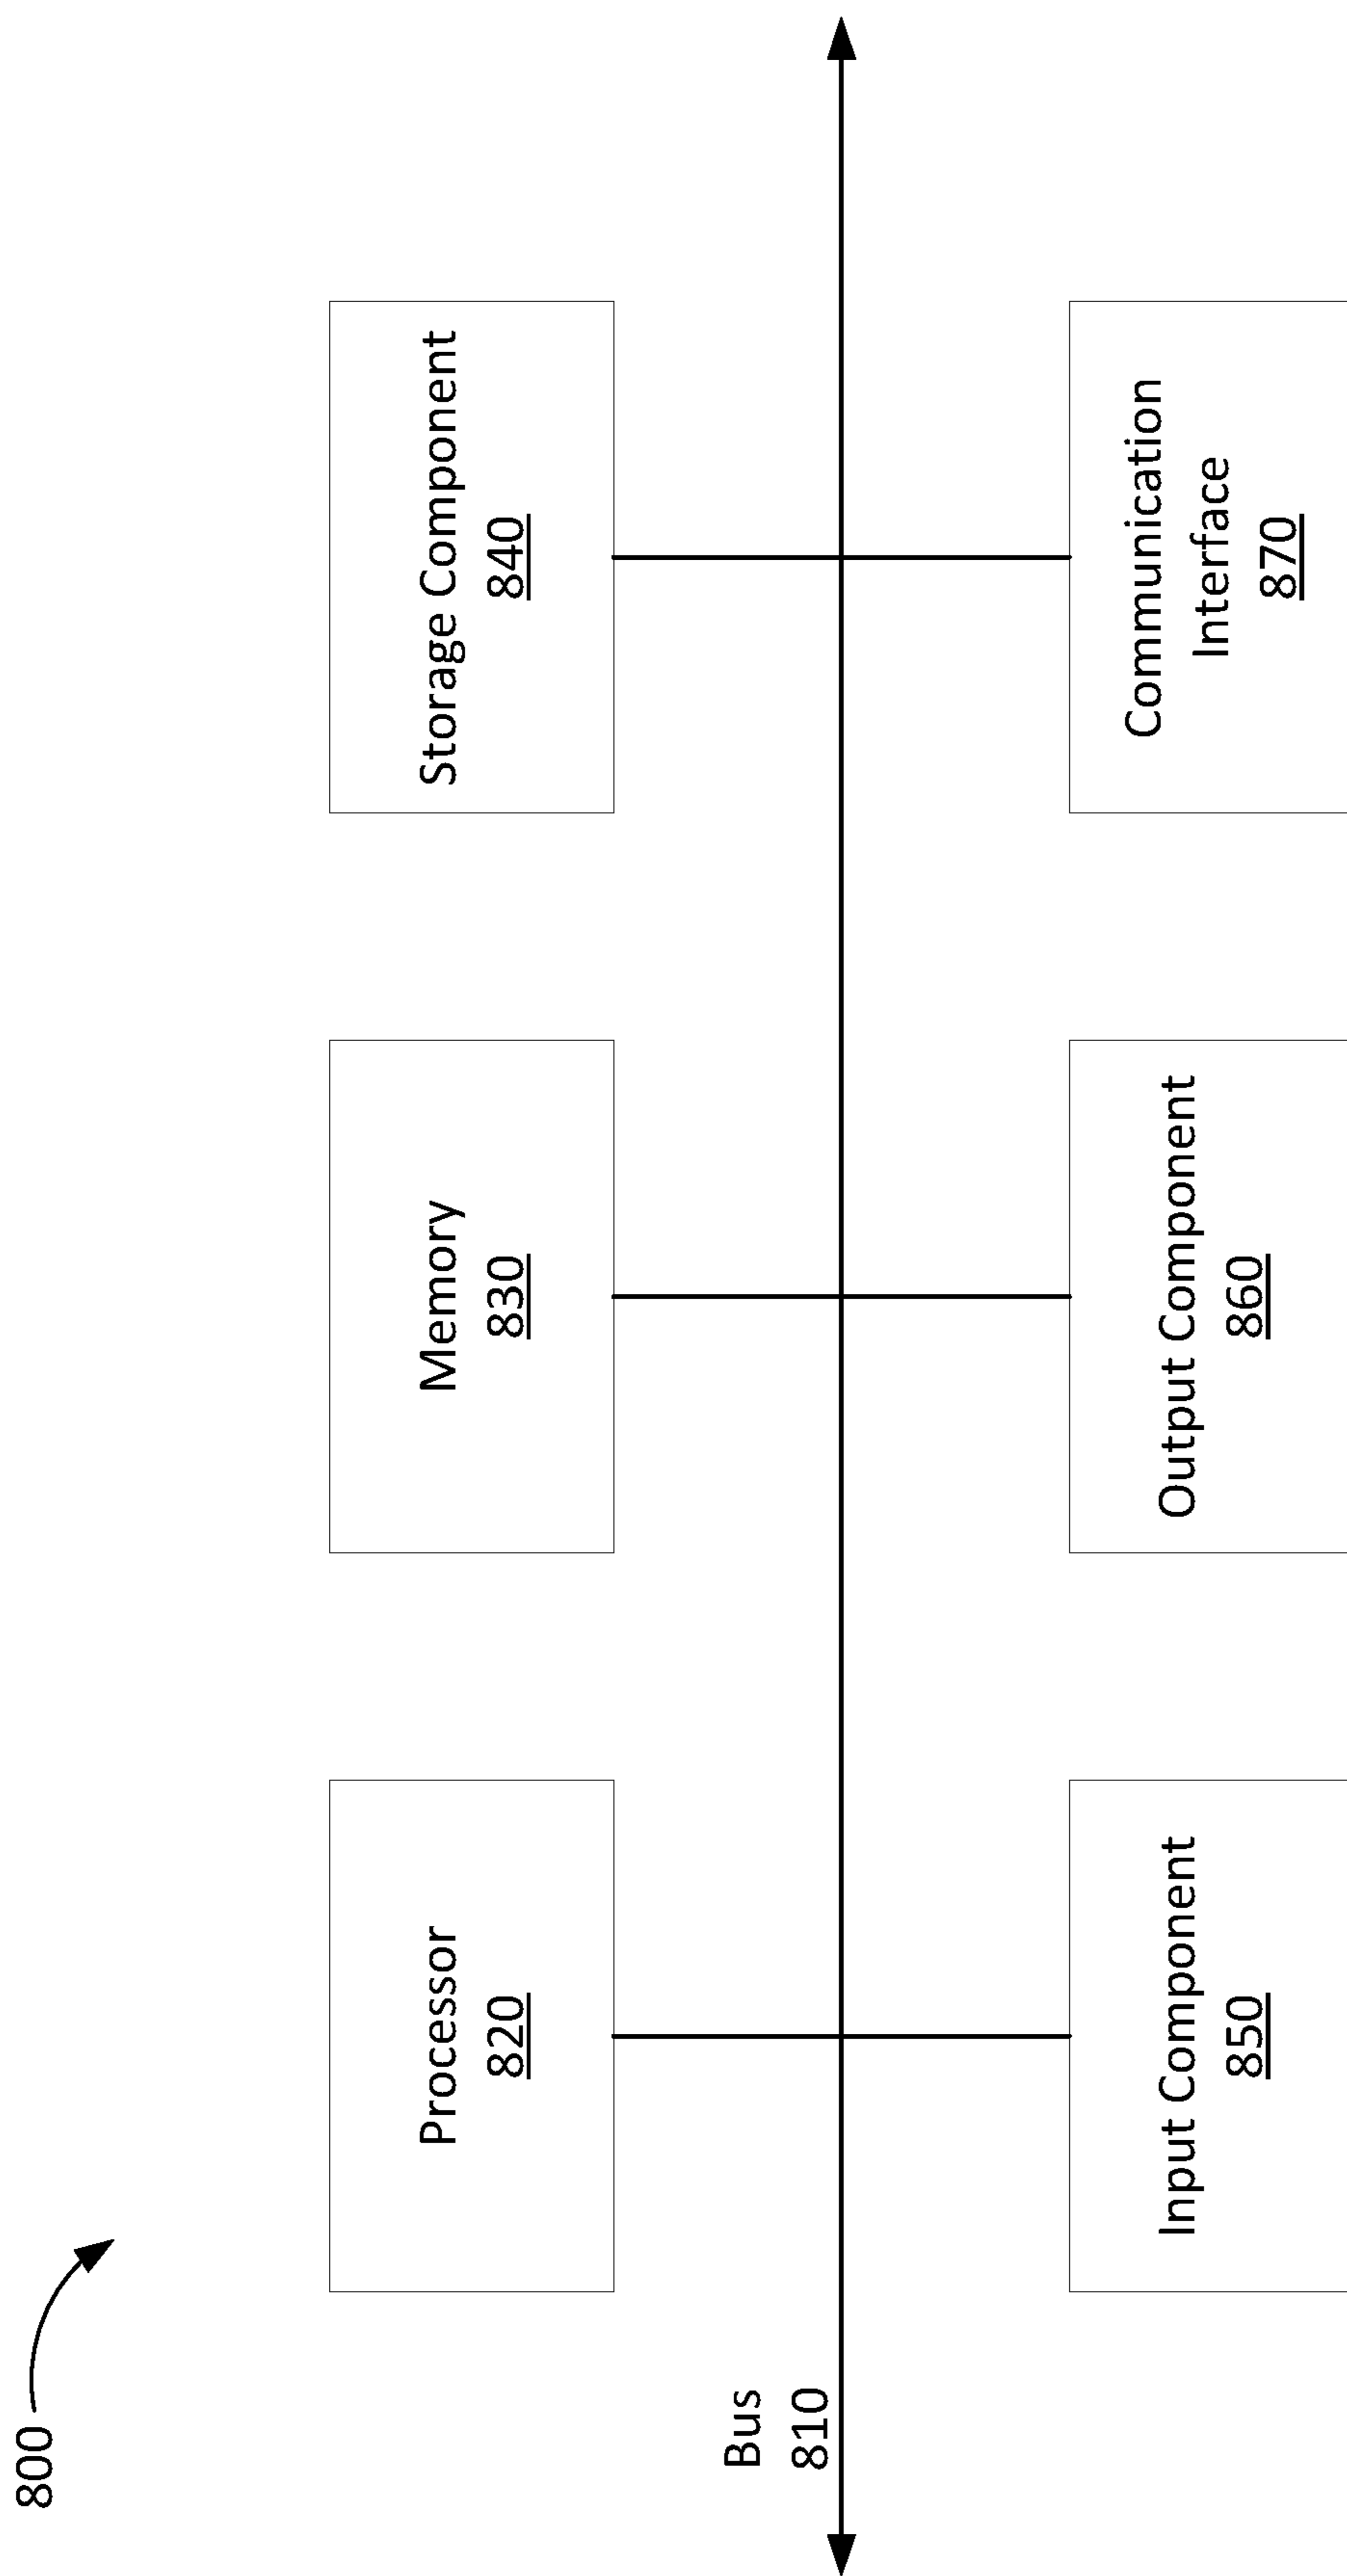 800
Processor
820
Memory
830
Storage Component
840
Bus
810
Input Component
850
Output Component
860
Communication
Interface
870